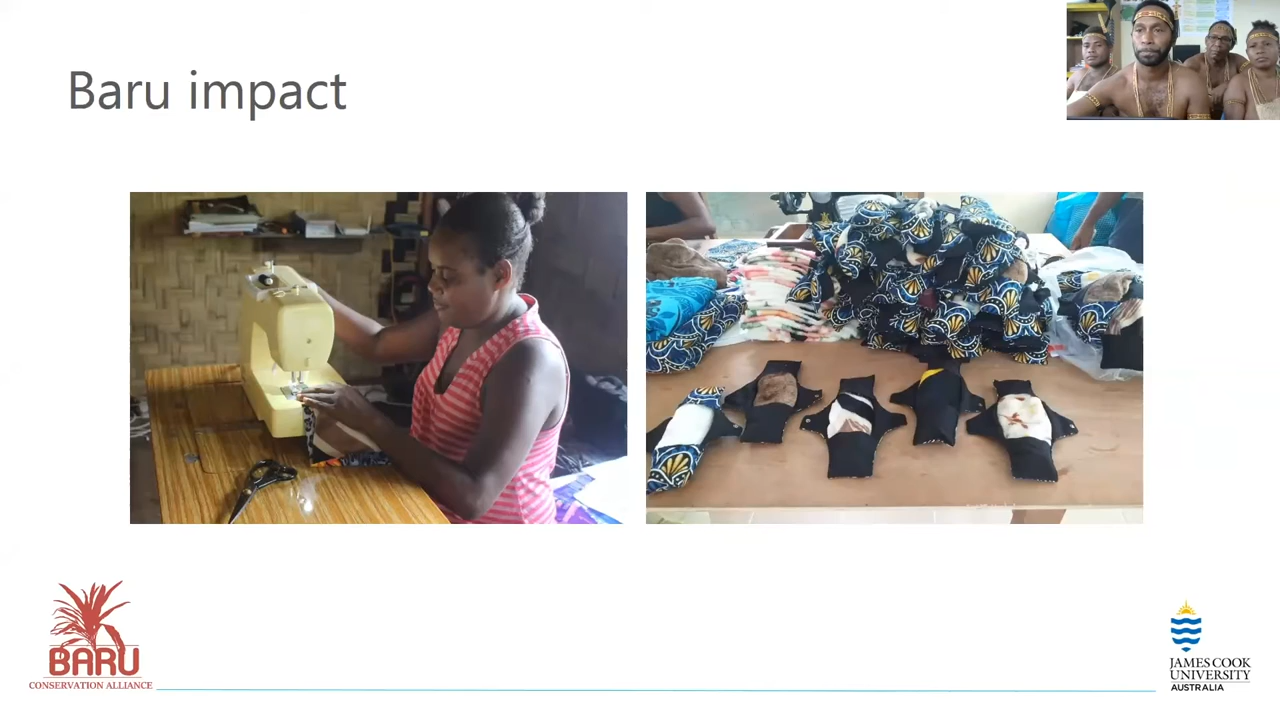 Baru impact
BARU
CONSERVATION ALLIANCE
JAMES COOK
UNIVERSITY
AUSTRALIA